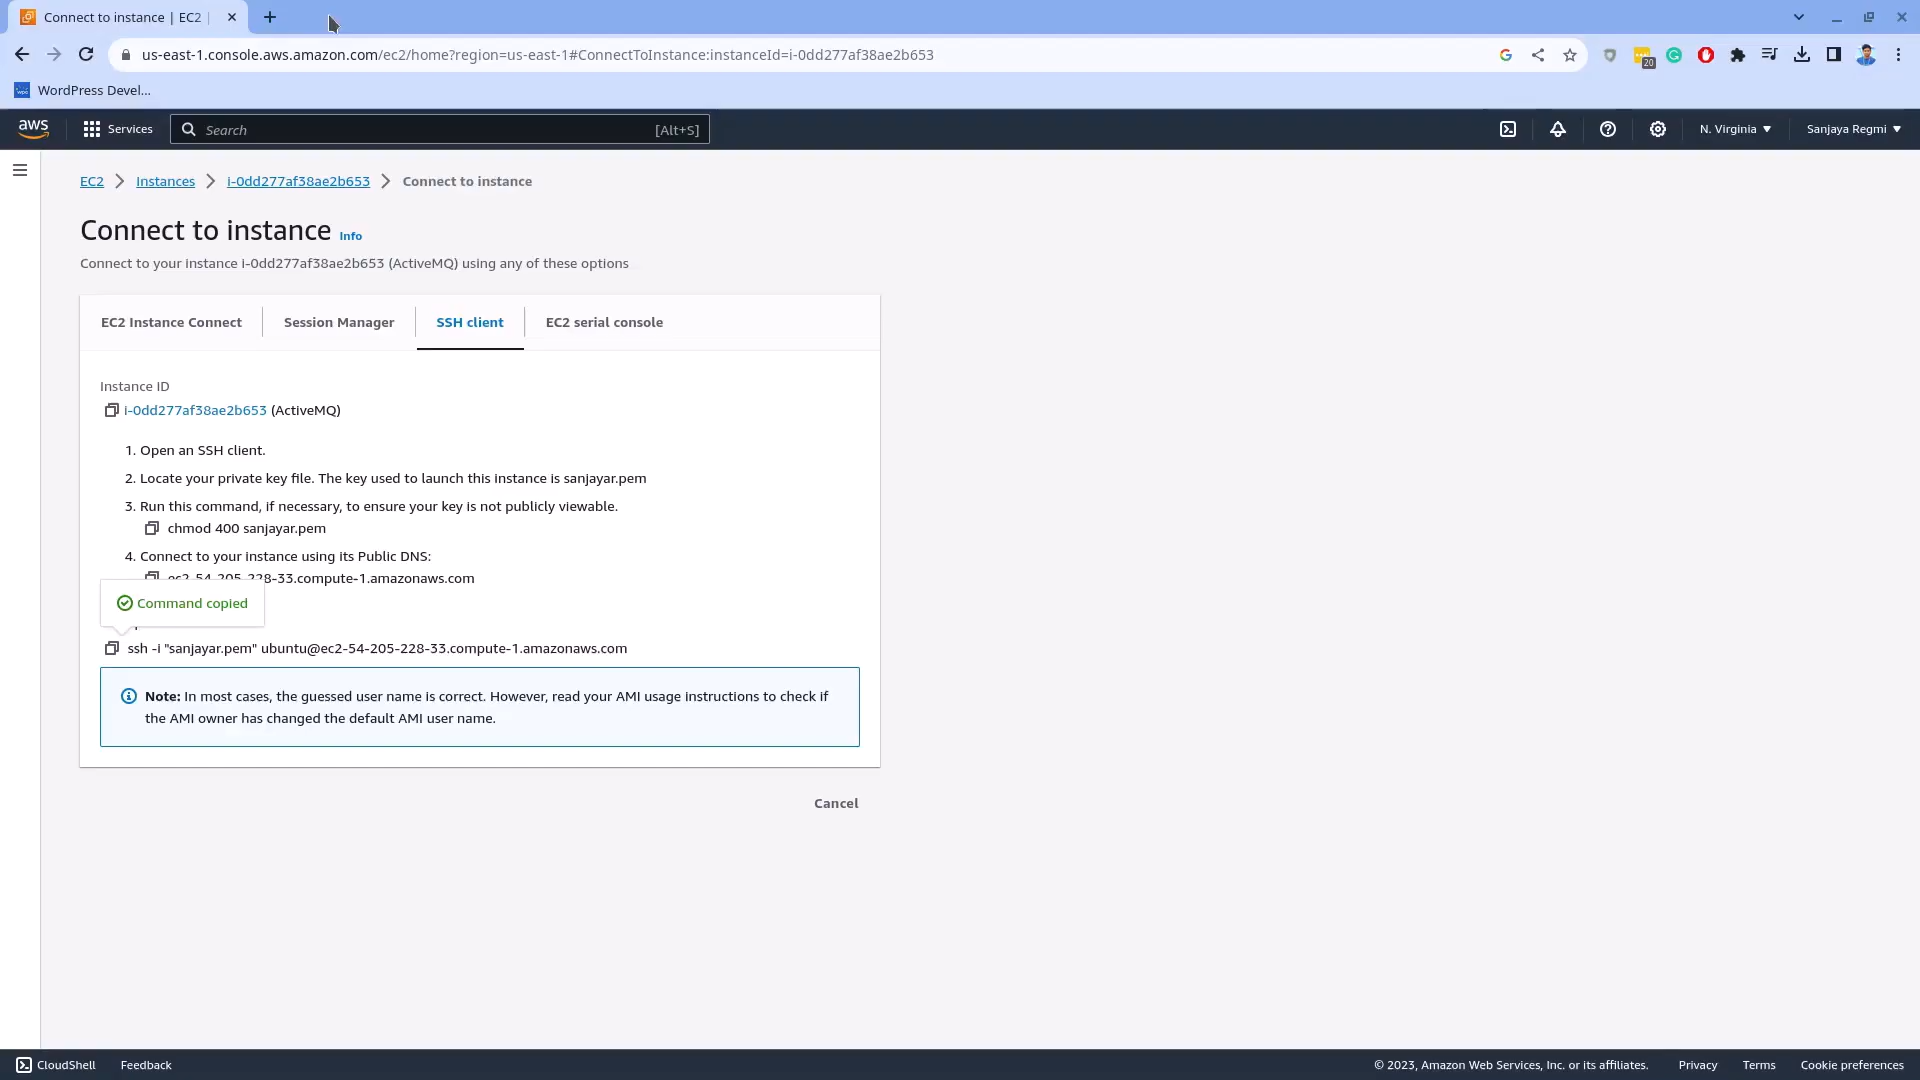 Connect to instance | EC2
us-east-1.console.aws.amazon.com/ec2/home?region=us-east-1#ConnectToInstance:instanceId=i-0dd277af38ae2b653
20
WordPress Devel...
aws
Services
Search
[Alt+S]
N. Virginia
Sanjaya Regmi
EC2
Instances
i-0dd277af38ae2b653
Connect to instance
Connect to instance Info
Connect to your instance i-0dd277af38ae2b653 (ActiveMQ) using any of these options
EC2 Instance Connect
Session Manager
SSH client
EC2 serial console
Instance ID
i-0dd277af38ae2b653 (ActiveMQ)
1. Open an SSH client.
2. Locate your private key file. The key used to launch this instance is sanjayar.pem
3. Run this command, if necessary, to ensure your key is not publicly viewable.
chmod 400 sanjayar.pem
4. Connect to your instance using its Public DNS:
ec2-54-205-228-33.compute-1.amazonaws.com
Command copied
ssh -i "sanjayar.pem" ubuntu@ec2-54-205-228-33.compute-1.amazonaws.com
Note: In most cases, the guessed user name is correct. However, read your AMI usage instructions to check if
the AMI owner has changed the default AMI user name.
Cancel
CloudShell
Feedback
© 2023, Amazon Web Services, Inc. or its affiliates.
Privacy
Terms
Cookie preferences